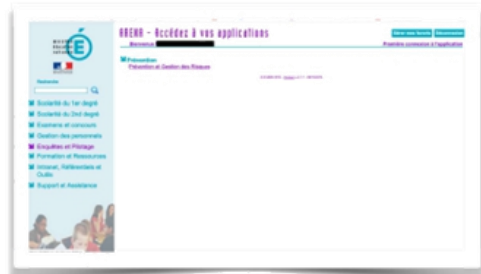 ARENA - Accédez à vos applications
Gérer mes favoris Déconnexion
Bienvenue
Première connexion à l'application
Prévention
Prévention et Gestion des Risques
Recherche
Scolarité du 1er degré
Scolarité du 2nd degré
Examens et concours
Gestion des personnels
Enquêtes et Pilotage
Formation et Ressources
Intranet, Référentiels et
Outils
Support et Assistance